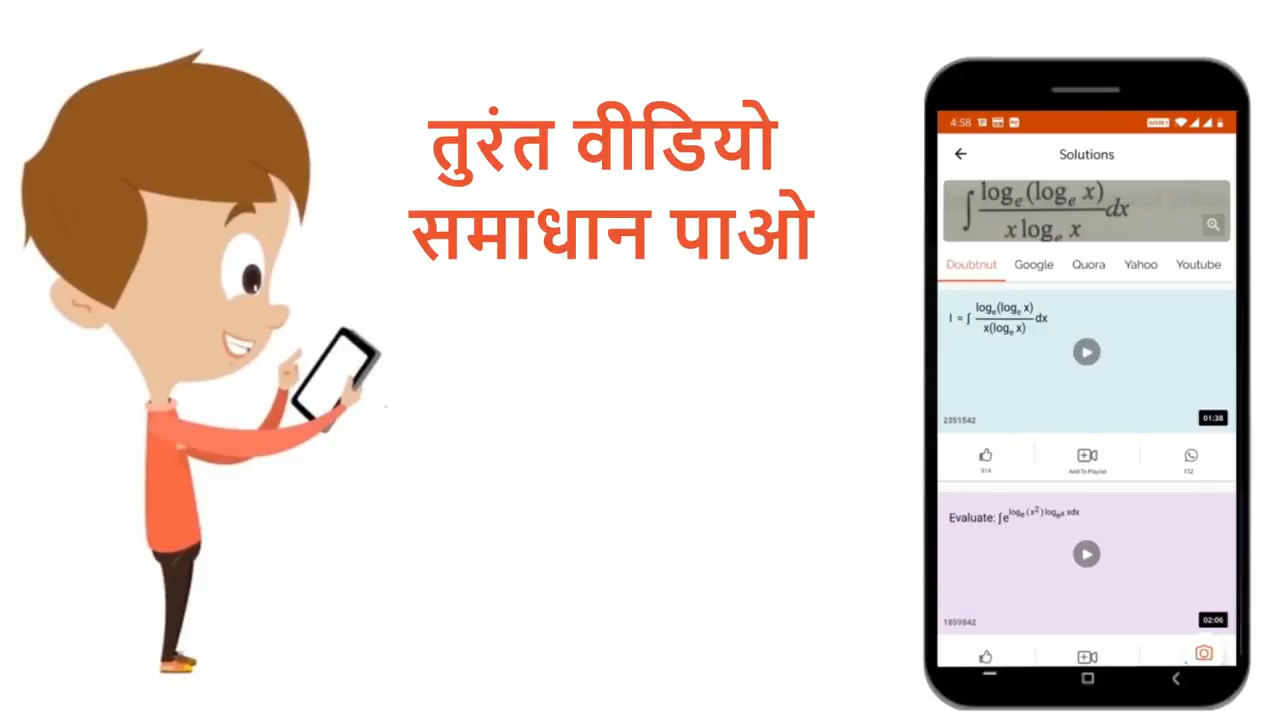 तुरंत वीडियो
समाधान पाओ
4:58
Solutions
∫ logₑ(logₑ x) / x logₑ x dx
Doubtnut Google Quora Yahoo Youtube
I = ∫ logₑ(logₑ x) / x(logₑ x) dx
2351542
01:38
914
Add To Playlist
152
Evaluate: ∫e^logₑ(x²)logₑx xdx
1859842
02:06